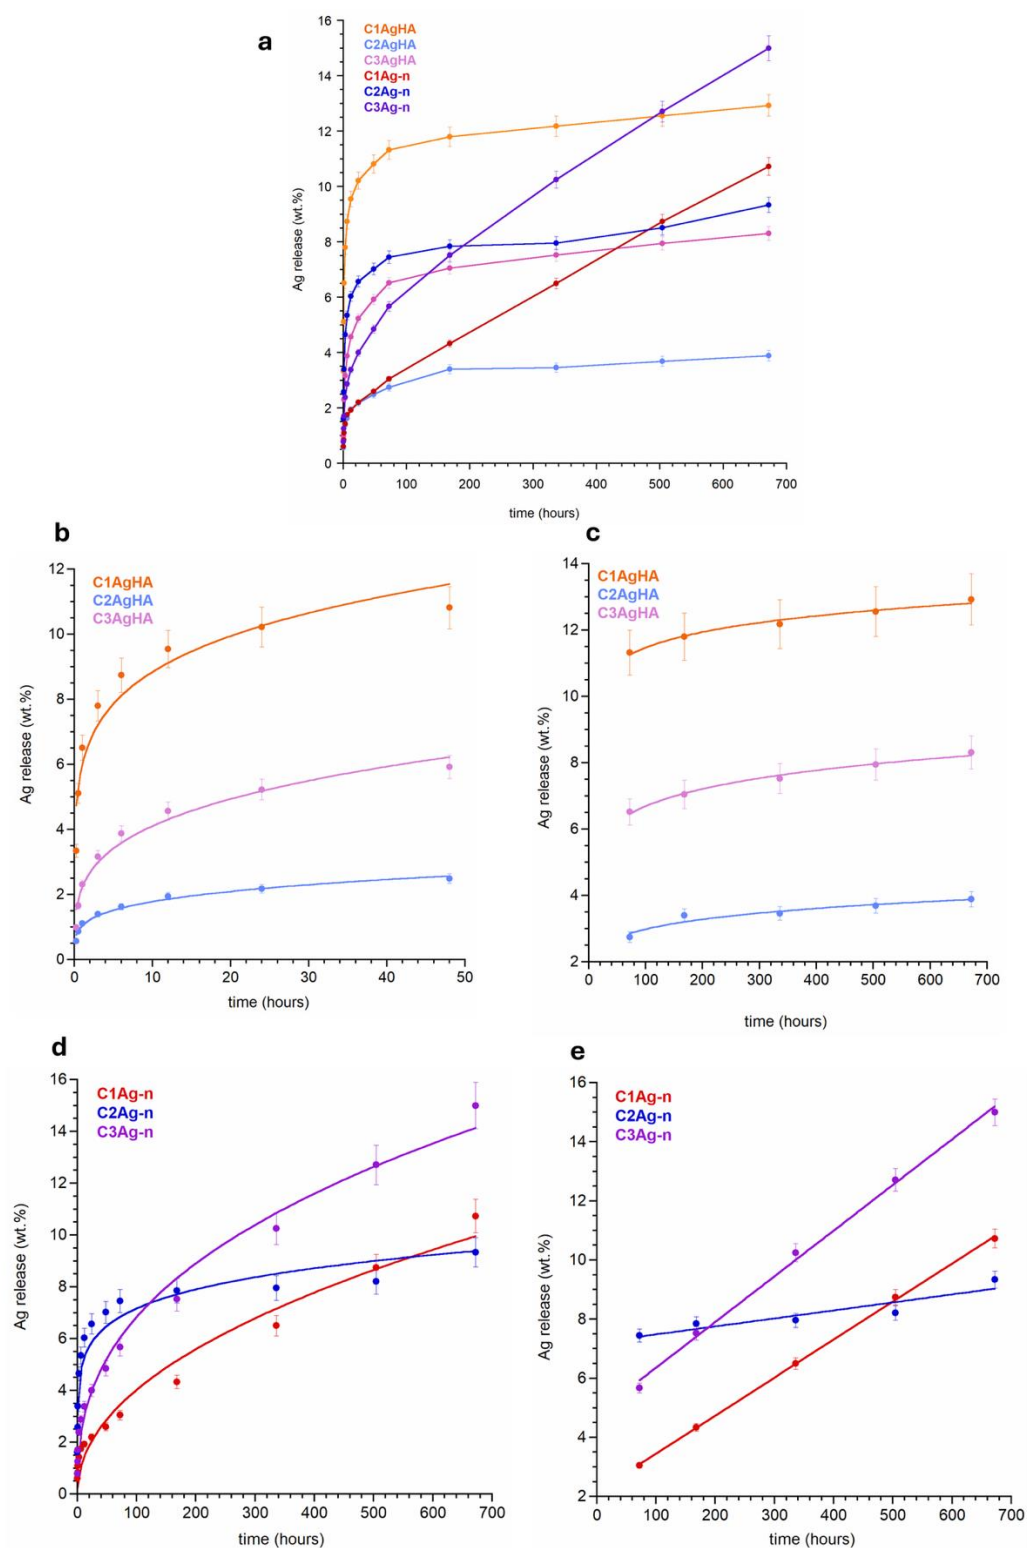 a
C1AgHA
C2AgHA
C3AgHA
C1Ag-n
C2Ag-n
C3Ag-n
Ag release (wt.%)
16
14
12
10
8
6
4
2
0
0 100 200 300 400 500 600 700
time (hours)
b
C1AgHA
C2AgHA
C3AgHA
Ag release (wt.%)
12
10
8
6
4
2
0
0 10 20 30 40 50
time (hours)
c
C1AgHA
C2AgHA
C3AgHA
Ag release (wt.%)
14
12
10
8
6
4
2
0 100 200 300 400 500 600 700
time (hours)
d
C1Ag-n
C2Ag-n
C3Ag-n
Ag release (wt.%)
16
14
12
10
8
6
4
2
0
0 100 200 300 400 500 600 700
time (hours)
e
C1Ag-n
C2Ag-n
C3Ag-n
Ag release (wt.%)
16
14
12
10
8
6
4
2
0 100 200 300 400 500 600 700
time (hours)